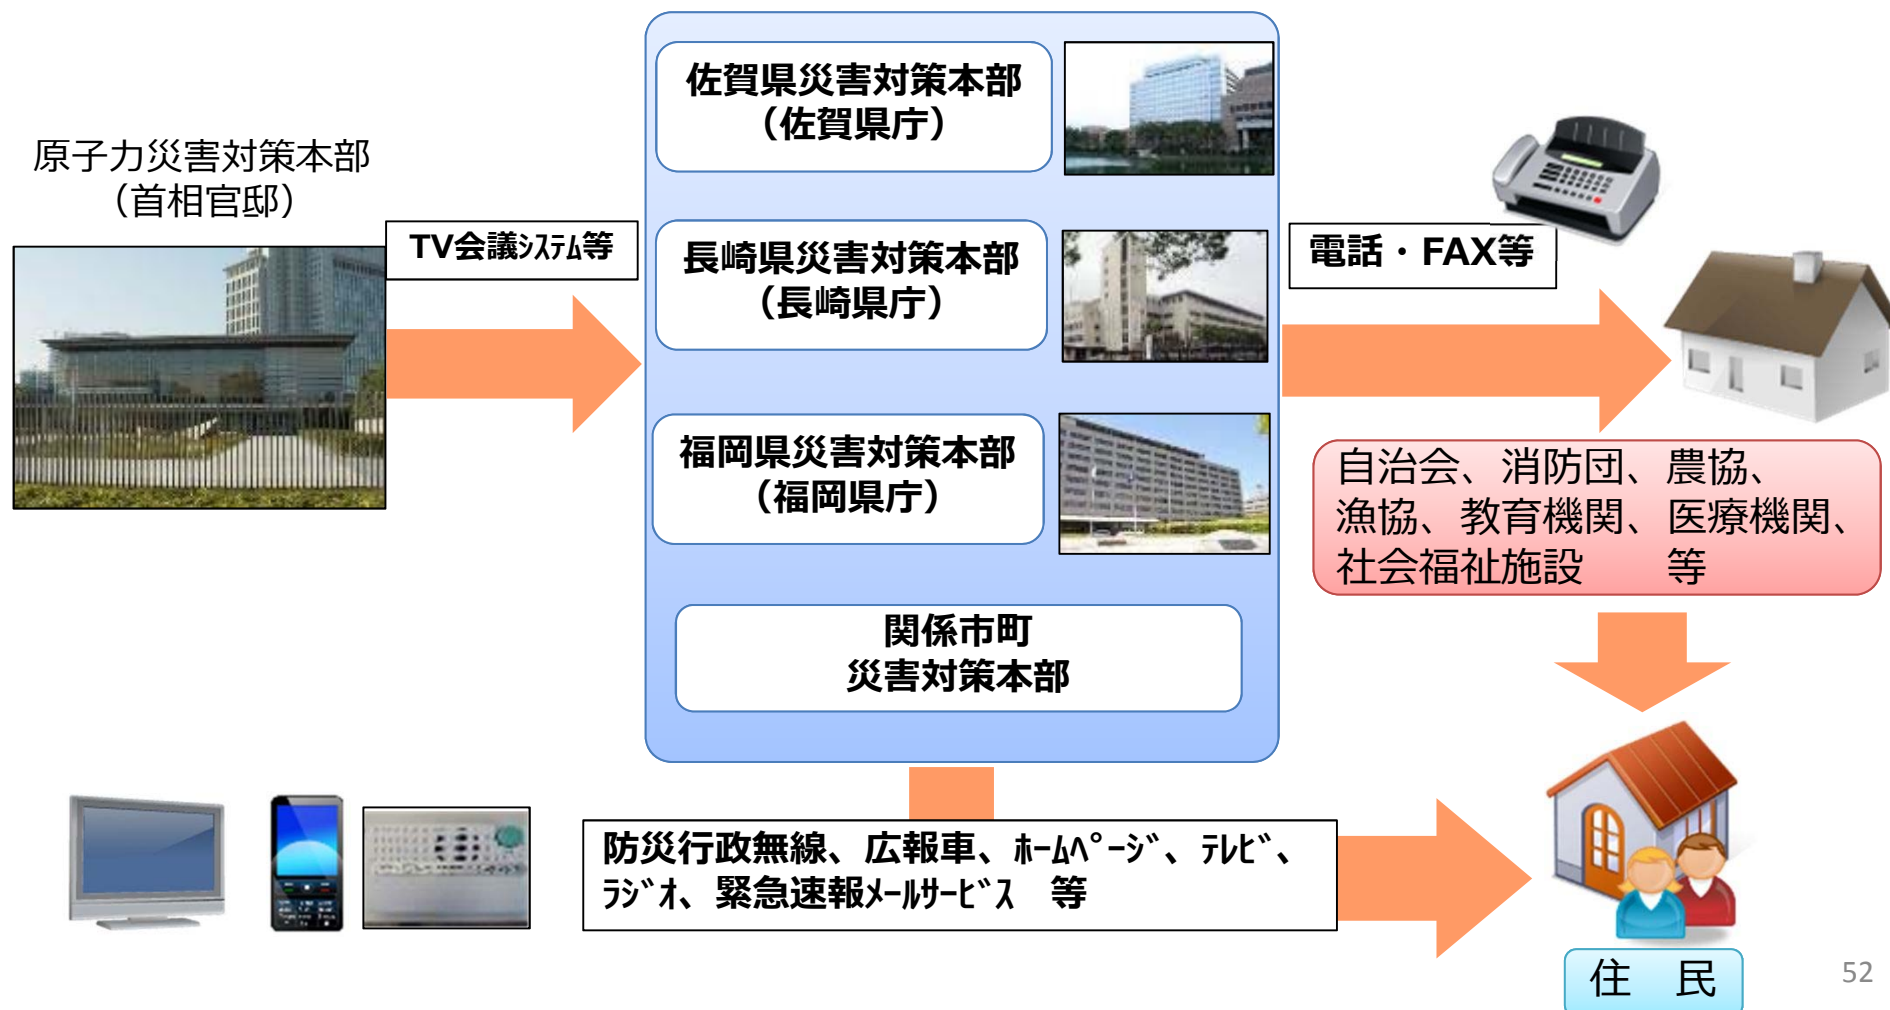 原子力災害対策本部
（首相官邸）
TV会議ｼｽﾃﾑ等
佐賀県災害対策本部
（佐賀県庁）
長崎県災害対策本部
（長崎県庁）
福岡県災害対策本部
（福岡県庁）
関係市町
災害対策本部
電話・FAX等
自治会、消防団、農協、
漁協、教育機関、医療機関、
社会福祉施設　　等
防災行政無線、広報車、ﾎｰﾑﾍﾟｰｼﾞ、ﾃﾚﾋﾞ、
ﾗｼﾞｵ、緊急速報ﾒｰﾙｻｰﾋﾞｽ　等
住　民
52